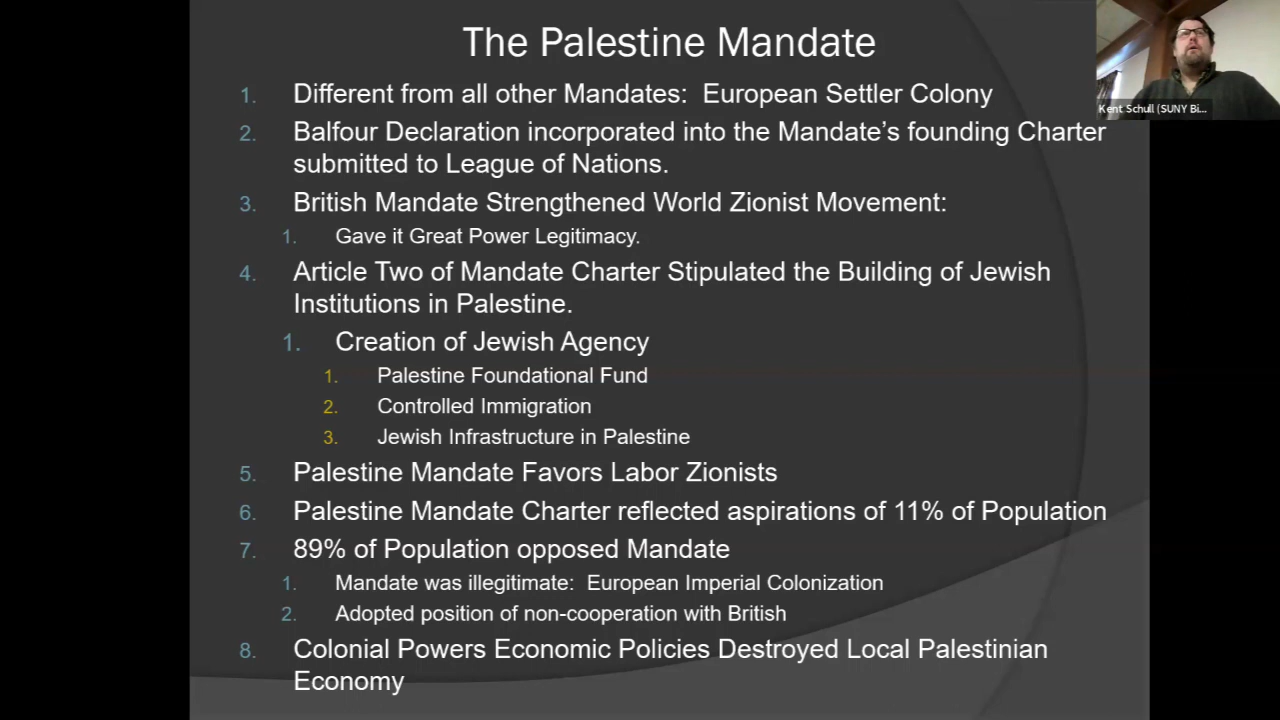 The Palestine Mandate
Kent Schull (SUNY Bi...
1. Different from all other Mandates: European Settler Colony
2. Balfour Declaration incorporated into the Mandate's founding Charter
submitted to League of Nations.
3. British Mandate Strengthened World Zionist Movement:
1. Gave it Great Power Legitimacy.
4. Article Two of Mandate Charter Stipulated the Building of Jewish
Institutions in Palestine.
1. Creation of Jewish Agency
1. Palestine Foundational Fund
2. Controlled Immigration
3. Jewish Infrastructure in Palestine
5. Palestine Mandate Favors Labor Zionists
6. Palestine Mandate Charter reflected aspirations of 11% of Population
7. 89% of Population opposed Mandate
1. Mandate was illegitimate: European Imperial Colonization
2. Adopted position of non-cooperation with British
8. Colonial Powers Economic Policies Destroyed Local Palestinian
Economy